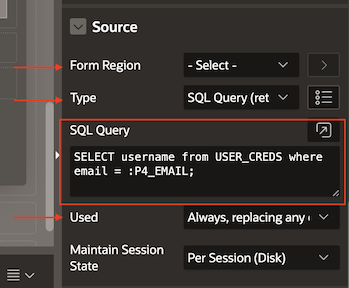 Source
Form Region
- Select -
Type
SQL Query (ret
SQL Query
SELECT username from USER_CREDS where
email = :P4_EMAIL;
Used
Always, replacing any
Maintain Session
State
Per Session (Disk)